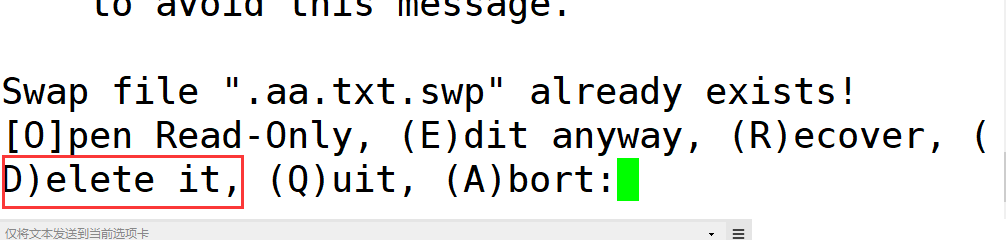 to avoid this message.
Swap file ".aa.txt.swp" already exists!
[O]pen Read-Only, (E)dit anyway, (R)ecover, (
D)elete it, (Q)uit, (A)bort:
仅将文本发送到当前选项卡